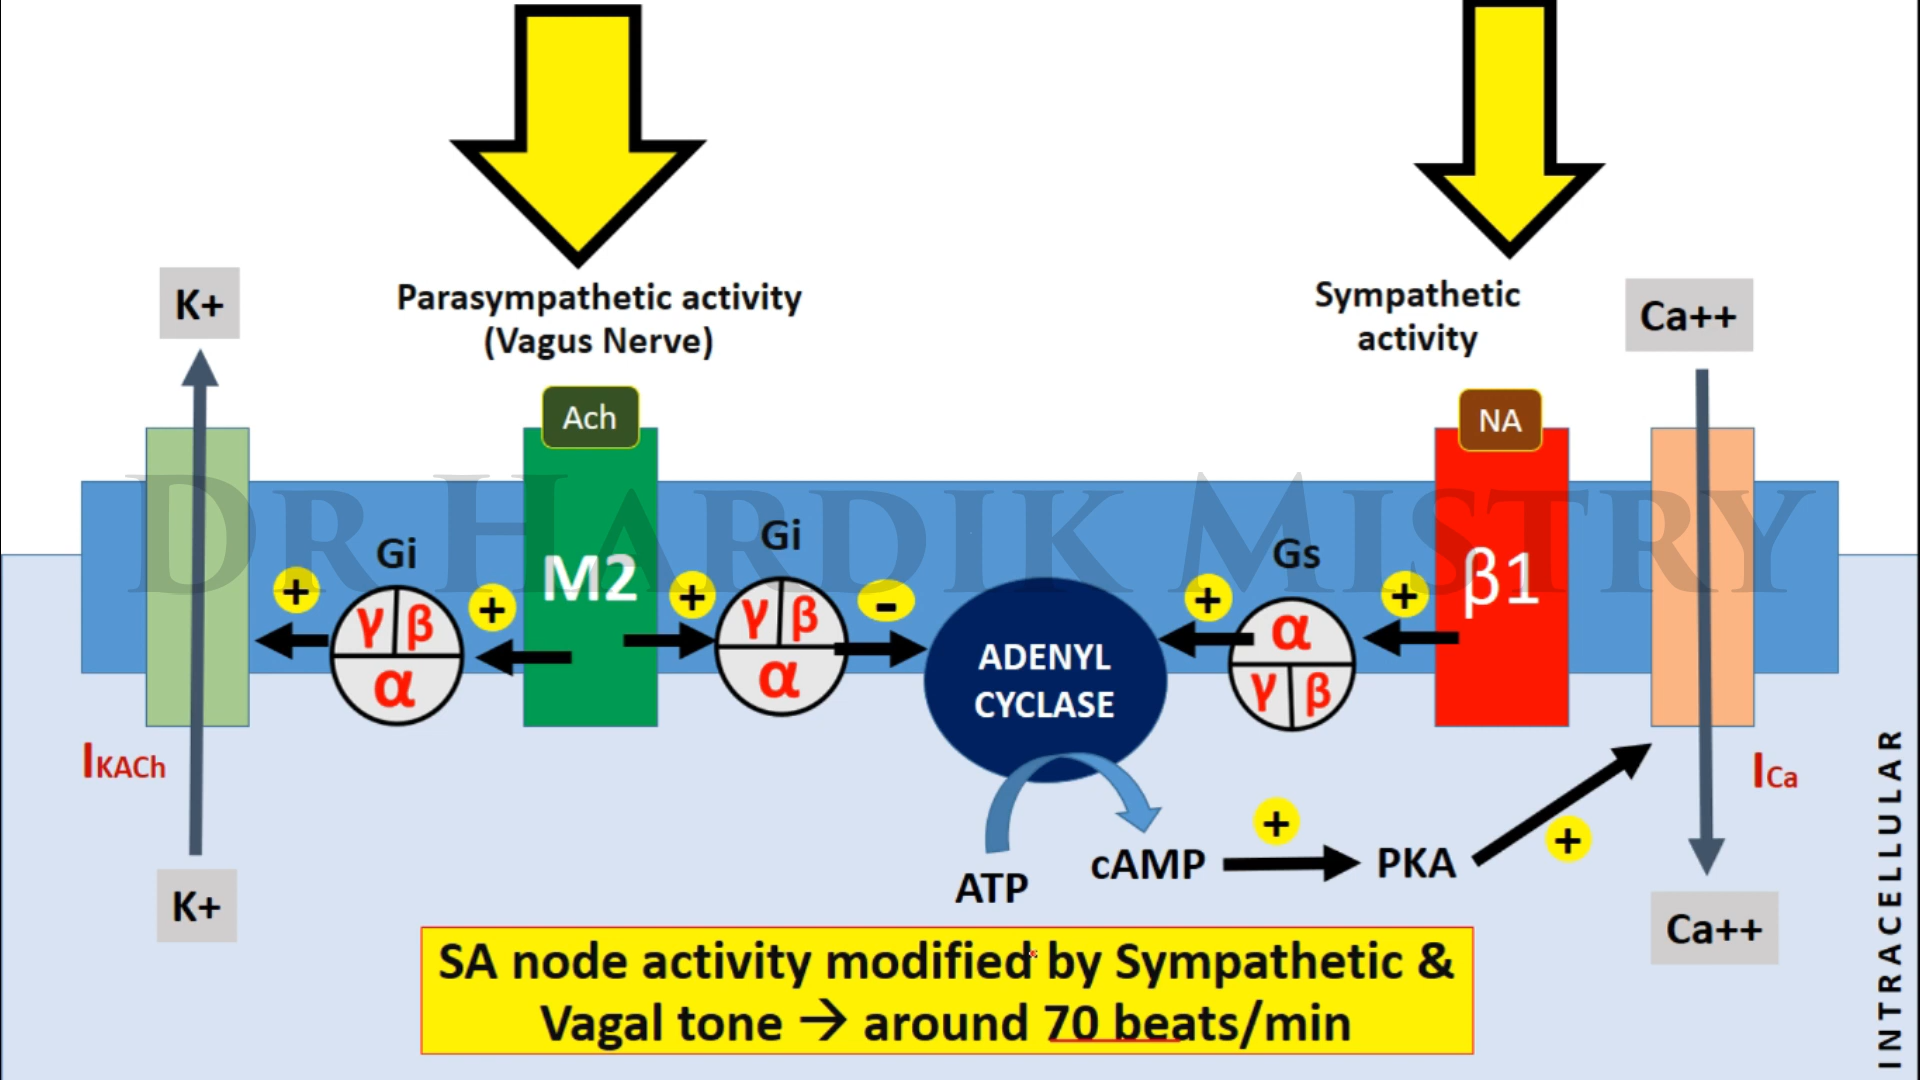 Parasympathetic activity
(Vagus Nerve)
Sympathetic
activity
K+
Ca++
Ach
NA
DR HARDIK MISTRY
Gi
M2
Gi
Gs
β1
+
+
+
-
+
+
γ β
α
γ β
α
α
γ β
ADENYL
CYCLASE
IKACh
ICa
ATP
cAMP
+
PKA
+
K+
Ca++
INTRACELLULAR
SA node activity modified by Sympathetic &
Vagal tone → around 70 beats/min